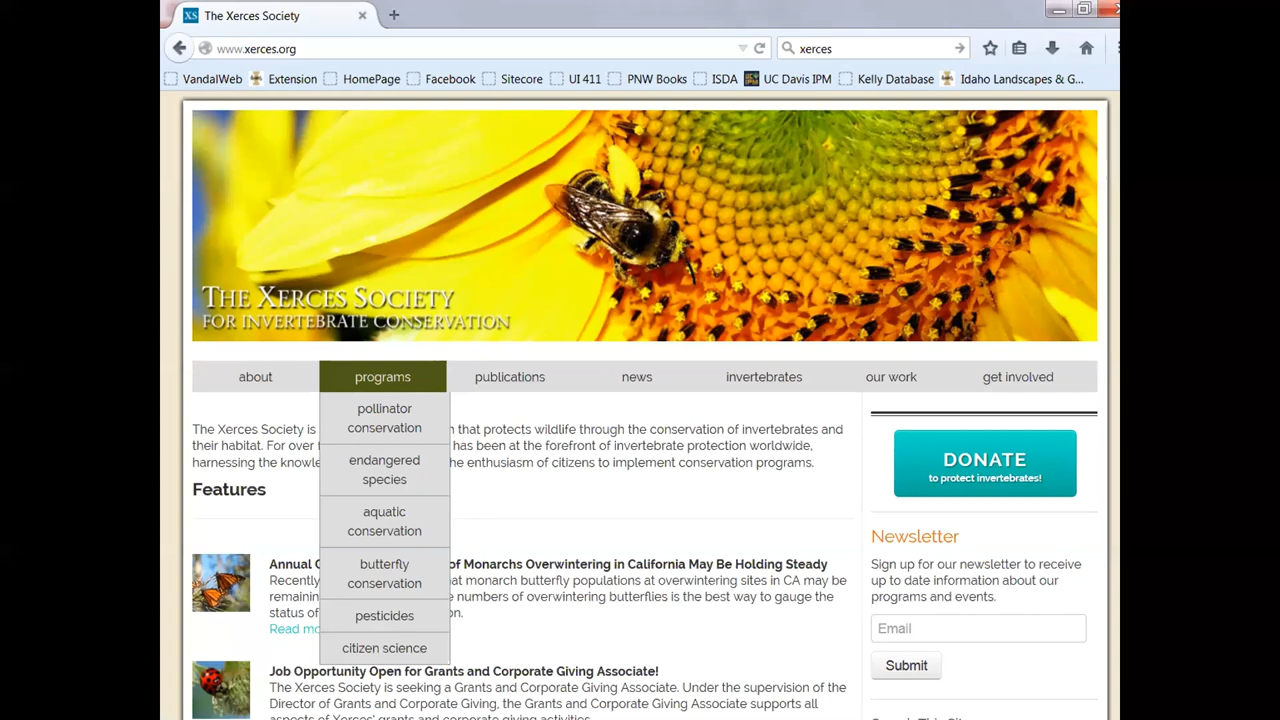 The Xerces Society
www.xerces.org
xerces
VandalWeb Extension HomePage Facebook Sitecore UI 411 PNW Books ISDA UC Davis IPM Kelly Database Idaho Landscapes & G...
THE XERCES SOCIETY
FOR INVERTEBRATE CONSERVATION
about programs publications news invertebrates our work get involved
pollinator
conservation
endangered
species
aquatic
conservation
butterfly
conservation
pesticides
citizen science
The Xerces Society is that protects wildlife through the conservation of invertebrates and
their habitat. For over has been at the forefront of invertebrate protection worldwide,
harnessing the the enthusiasm of citizens to implement conservation programs.
Features
Annual of Monarchs Overwintering in California May Be Holding Steady
Recently that monarch butterfly populations at overwintering sites in CA may be
numbers of overwintering butterflies is the best way to gauge the
status of
Read
Job Opportunity Open for Grants and Corporate Giving Associate!
The Xerces Society is seeking a Grants and Corporate Giving Associate. Under the supervision of the
Director of Grants and Corporate Giving, the Grants and Corporate Giving Associate supports all
aspects of Xerces' grants and corporate giving activities.
DONATE
to protect invertebrates!
Newsletter
Sign up for our newsletter to receive
up to date information about our
programs and events.
Email
Submit